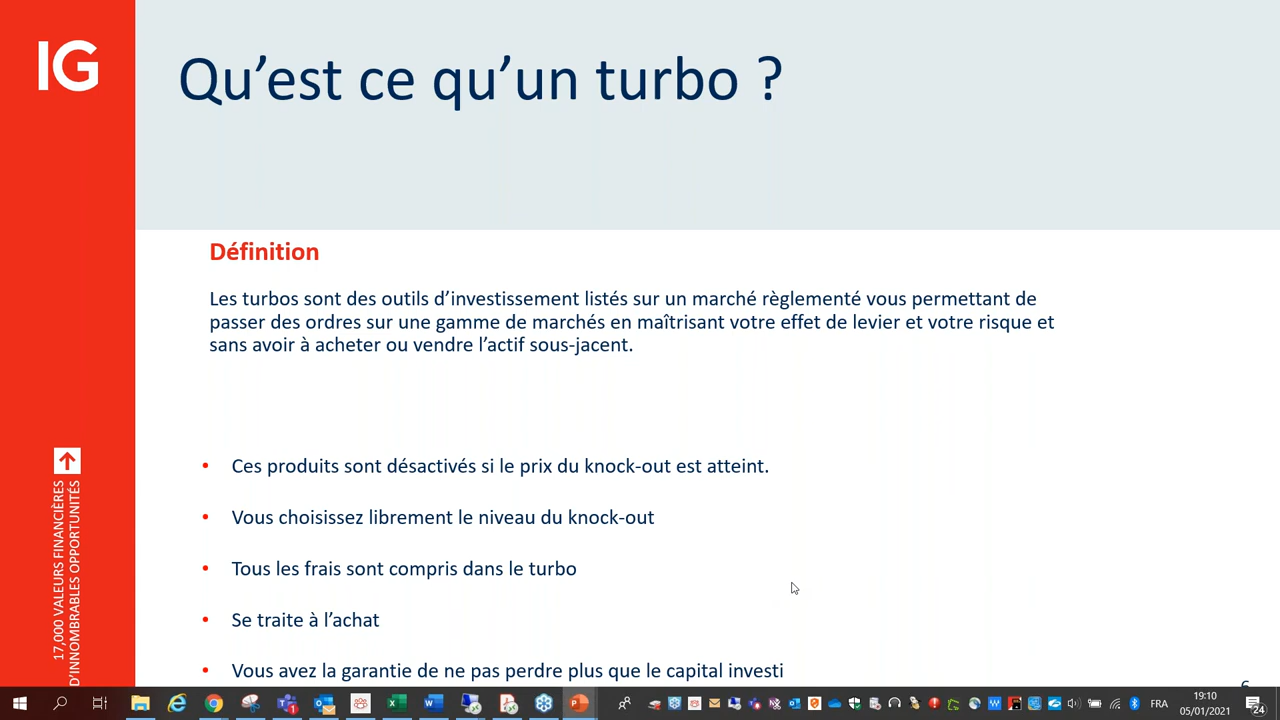 IG
Qu’est ce qu’un turbo ?
Définition
Les turbos sont des outils d’investissement listés sur un marché règlementé vous permettant de
passer des ordres sur une gamme de marchés en maîtrisant votre effet de levier et votre risque et
sans avoir à acheter ou vendre l’actif sous-jacent.
• Ces produits sont désactivés si le prix du knock-out est atteint.
• Vous choisissez librement le niveau du knock-out
• Tous les frais sont compris dans le turbo
• Se traite à l’achat
• Vous avez la garantie de ne pas perdre plus que le capital investi
17,000 VALEURS FINANCIÈRES
D’INNOMBRABLES OPPORTUNITÉS
6
FRA
19:10
05/01/2021
24